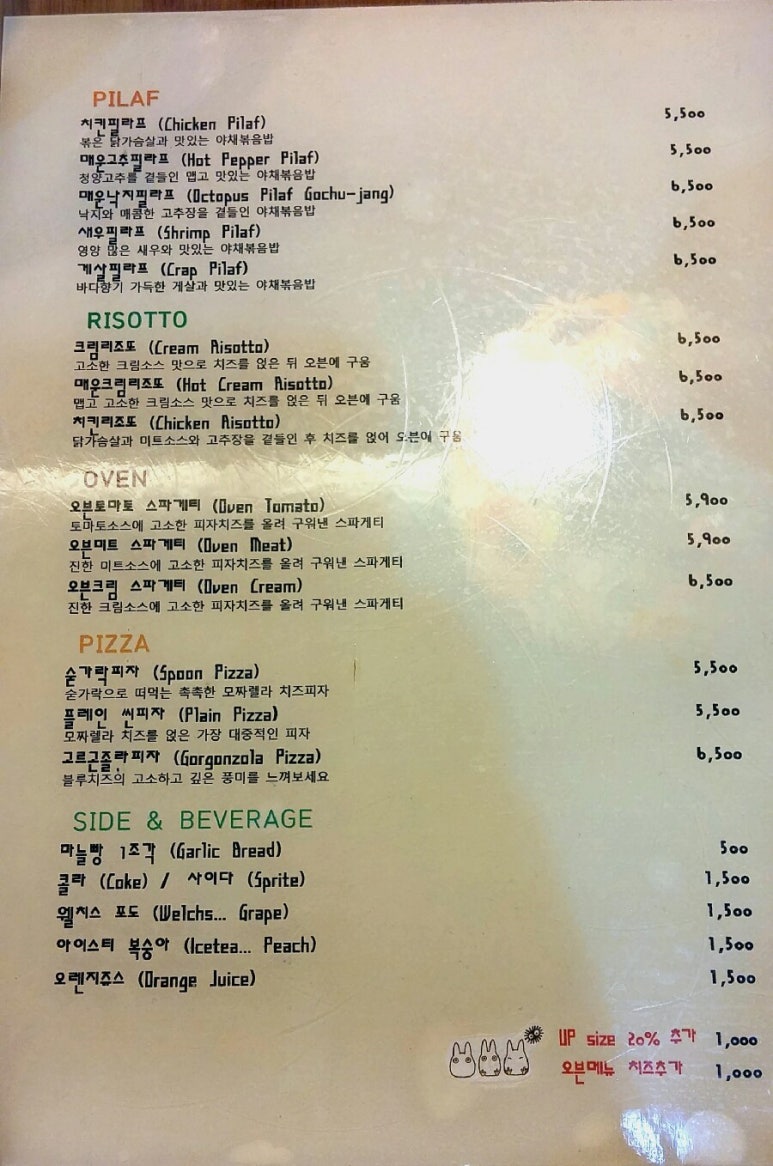 PILAF
치킨필라프 (Chicken Pilaf) 5,500
볶은 닭가슴살과 맛있는 야채볶음밥
매운고추필라프 (Hot Pepper Pilaf) 5,500
청양고추를 곁들인 맵고 맛있는 야채볶음밥
매운낙지필라프 (Octopus Pilaf Gochu-jang) 6,500
낙지와 매콤한 고추장을 곁들인 야채볶음밥
새우필라프 (Shrimp Pilaf) 6,500
영양 많은 새우와 맛있는 야채볶음밥
게살필라프 (Crap Pilaf) 6,500
바다향기 가득한 게살과 맛있는 야채볶음밥
RISOTTO
크림리조또 (Cream Risotto) 6,500
고소한 크림소스 맛으로 치즈를 얹은 뒤 오븐에 구움
매운크림리조또 (Hot Cream Risotto) 6,500
맵고 고소한 크림소스 맛으로 치즈를 얹은 뒤 오븐에 구움
치킨리조또 (Chicken Risotto) 6,500
닭가슴살과 미트소스와 고추장을 곁들인 후 치즈를 얹어 오븐에 구움
OVEN
오븐토마토 스파게티 (Oven Tomato) 5,900
토마토소스에 고소한 피자치즈를 올려 구워낸 스파게티
오븐미트 스파게티 (Oven Meat) 5,900
진한 미트소스에 고소한 피자치즈를 올려 구워낸 스파게티
오븐크림 스파게티 (Oven Cream) 6,500
진한 크림소스에 고소한 피자치즈를 올려 구워낸 스파게티
PIZZA
숟가락피자 (Spoon Pizza) 5,500
숟가락으로 떠먹는 촉촉한 모짜렐라 치즈피자
플레인 씬피자 (Plain Pizza) 5,500
모짜렐라 치즈를 얹은 가장 대중적인 피자
고르곤졸라피자 (Gorgonzola Pizza) 6,500
블루치즈의 고소하고 깊은 풍미를 느껴보세요
SIDE & BEVERAGE
마늘빵 1조각 (Garlic Bread) 500
콜라 (Coke) / 사이다 (Sprite) 1,500
웰치스 포도 (Welchs... Grape) 1,500
아이스티 복숭아 (Icetea... Peach) 1,500
오렌지쥬스 (Orange Juice) 1,500
UP size 20% 추가 1,000
오븐메뉴 치즈추가 1,000